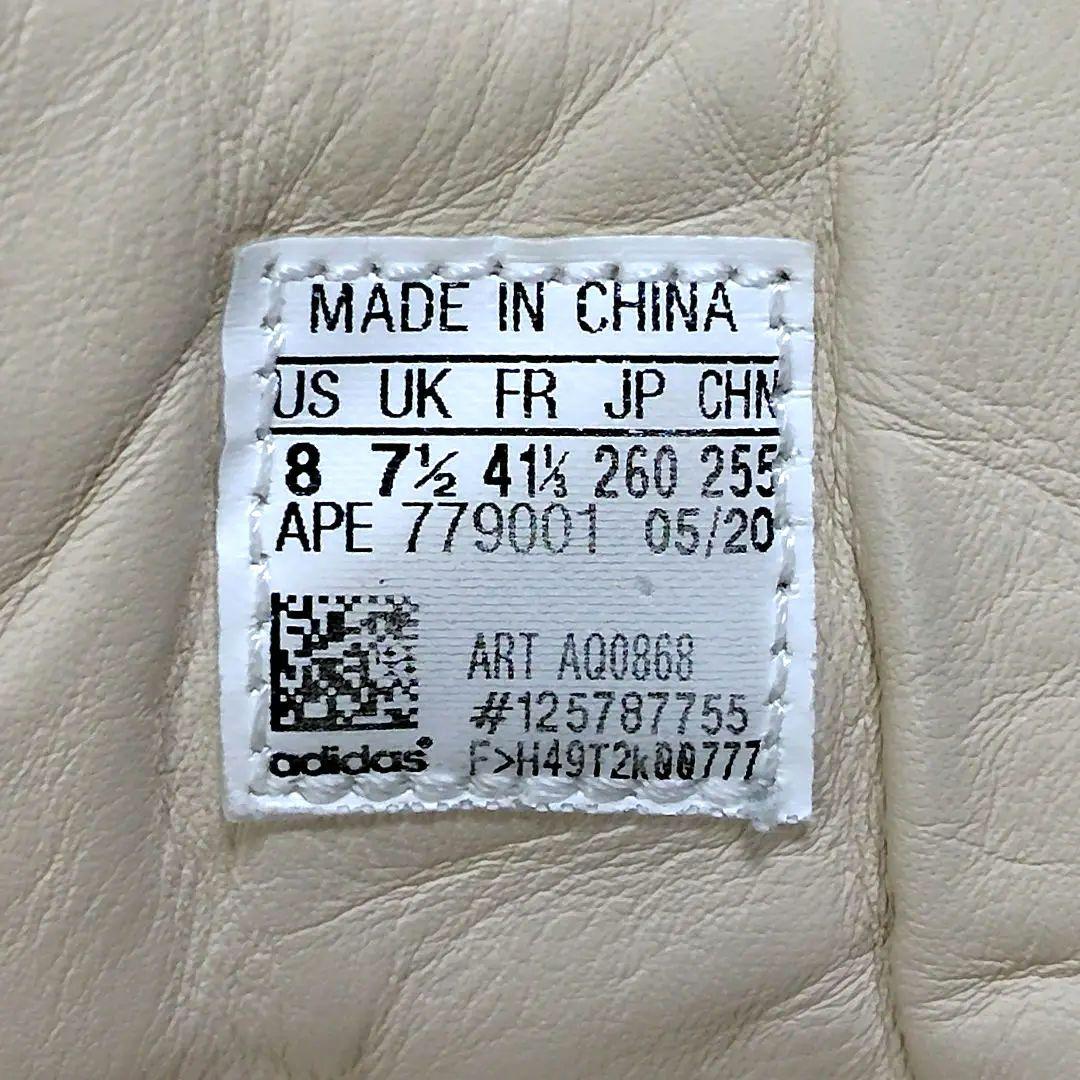 MADE IN CHINA
US UK FR JP CHN
8 7½ 41⅓ 260 255
APE 779001 05/20
ART AQ0868
#125787755
adidas® F>H49T2k00777